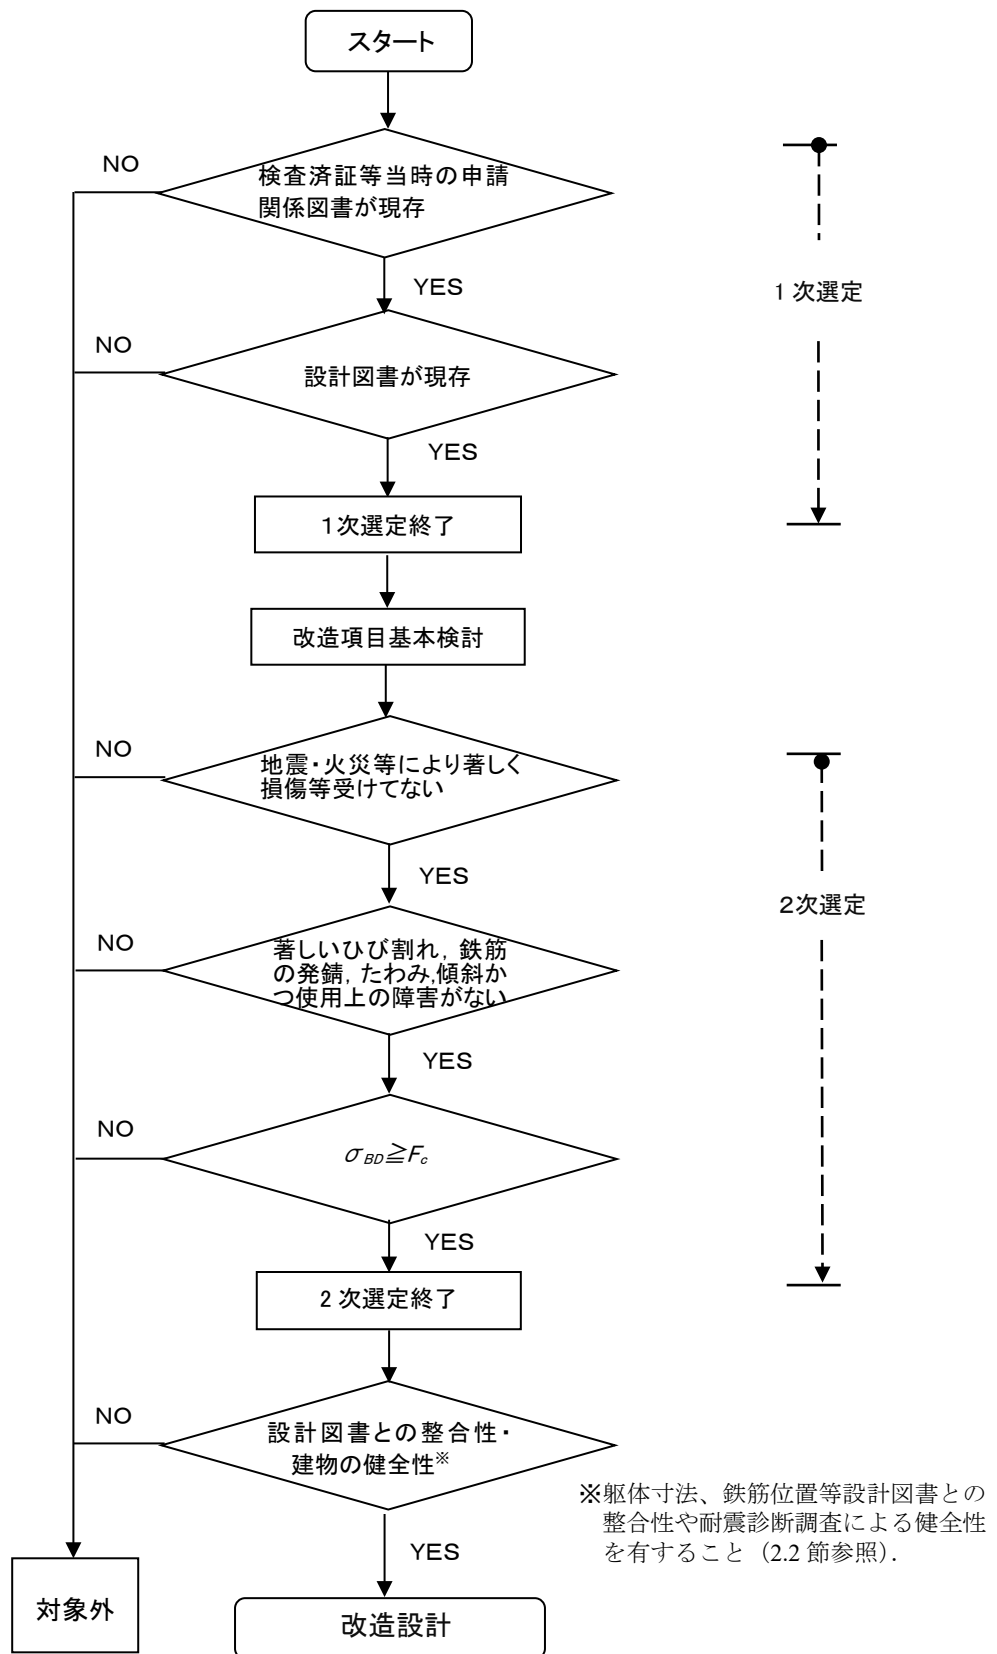 スタート
NO
検査済証等当時の申請
関係図書が現存
YES
1次選定
NO
設計図書が現存
YES
1次選定終了
改造項目基本検討
NO
地震・火災等により著しく
損傷等受けてない
YES
2次選定
NO
著しいひび割れ，鉄筋
の発錆，たわみ,傾斜か
つ使用上の障害がない
YES
NO
σBD≧Fc
YES
2次選定終了
NO
設計図書との整合性・
建物の健全性※
※躯体寸法、鉄筋位置等設計図書との
整合性や耐震診断調査による健全性
を有すること（2.2 節参照）.
YES
対象外
改造設計